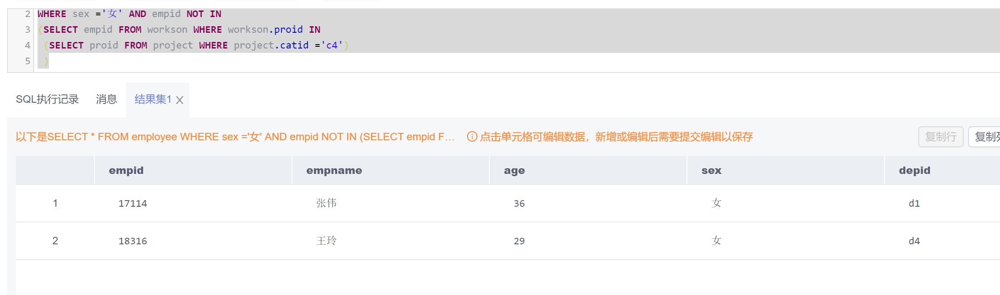 2 WHERE sex ='女' AND empid NOT IN
3 (SELECT empid FROM workson WHERE workson.proid IN
4 (SELECT proid FROM project WHERE project.catid ='c4')
5 )
SQL执行记录 消息 结果集1 X
以下是SELECT * FROM employee WHERE sex ='女' AND empid NOT IN (SELECT empid F... 点击单元格可编辑数据，新增或编辑后需要提交编辑以保存 复制行 复制
empid empname age sex depid
1 17114 张伟 36 女 d1
2 18316 王玲 29 女 d4